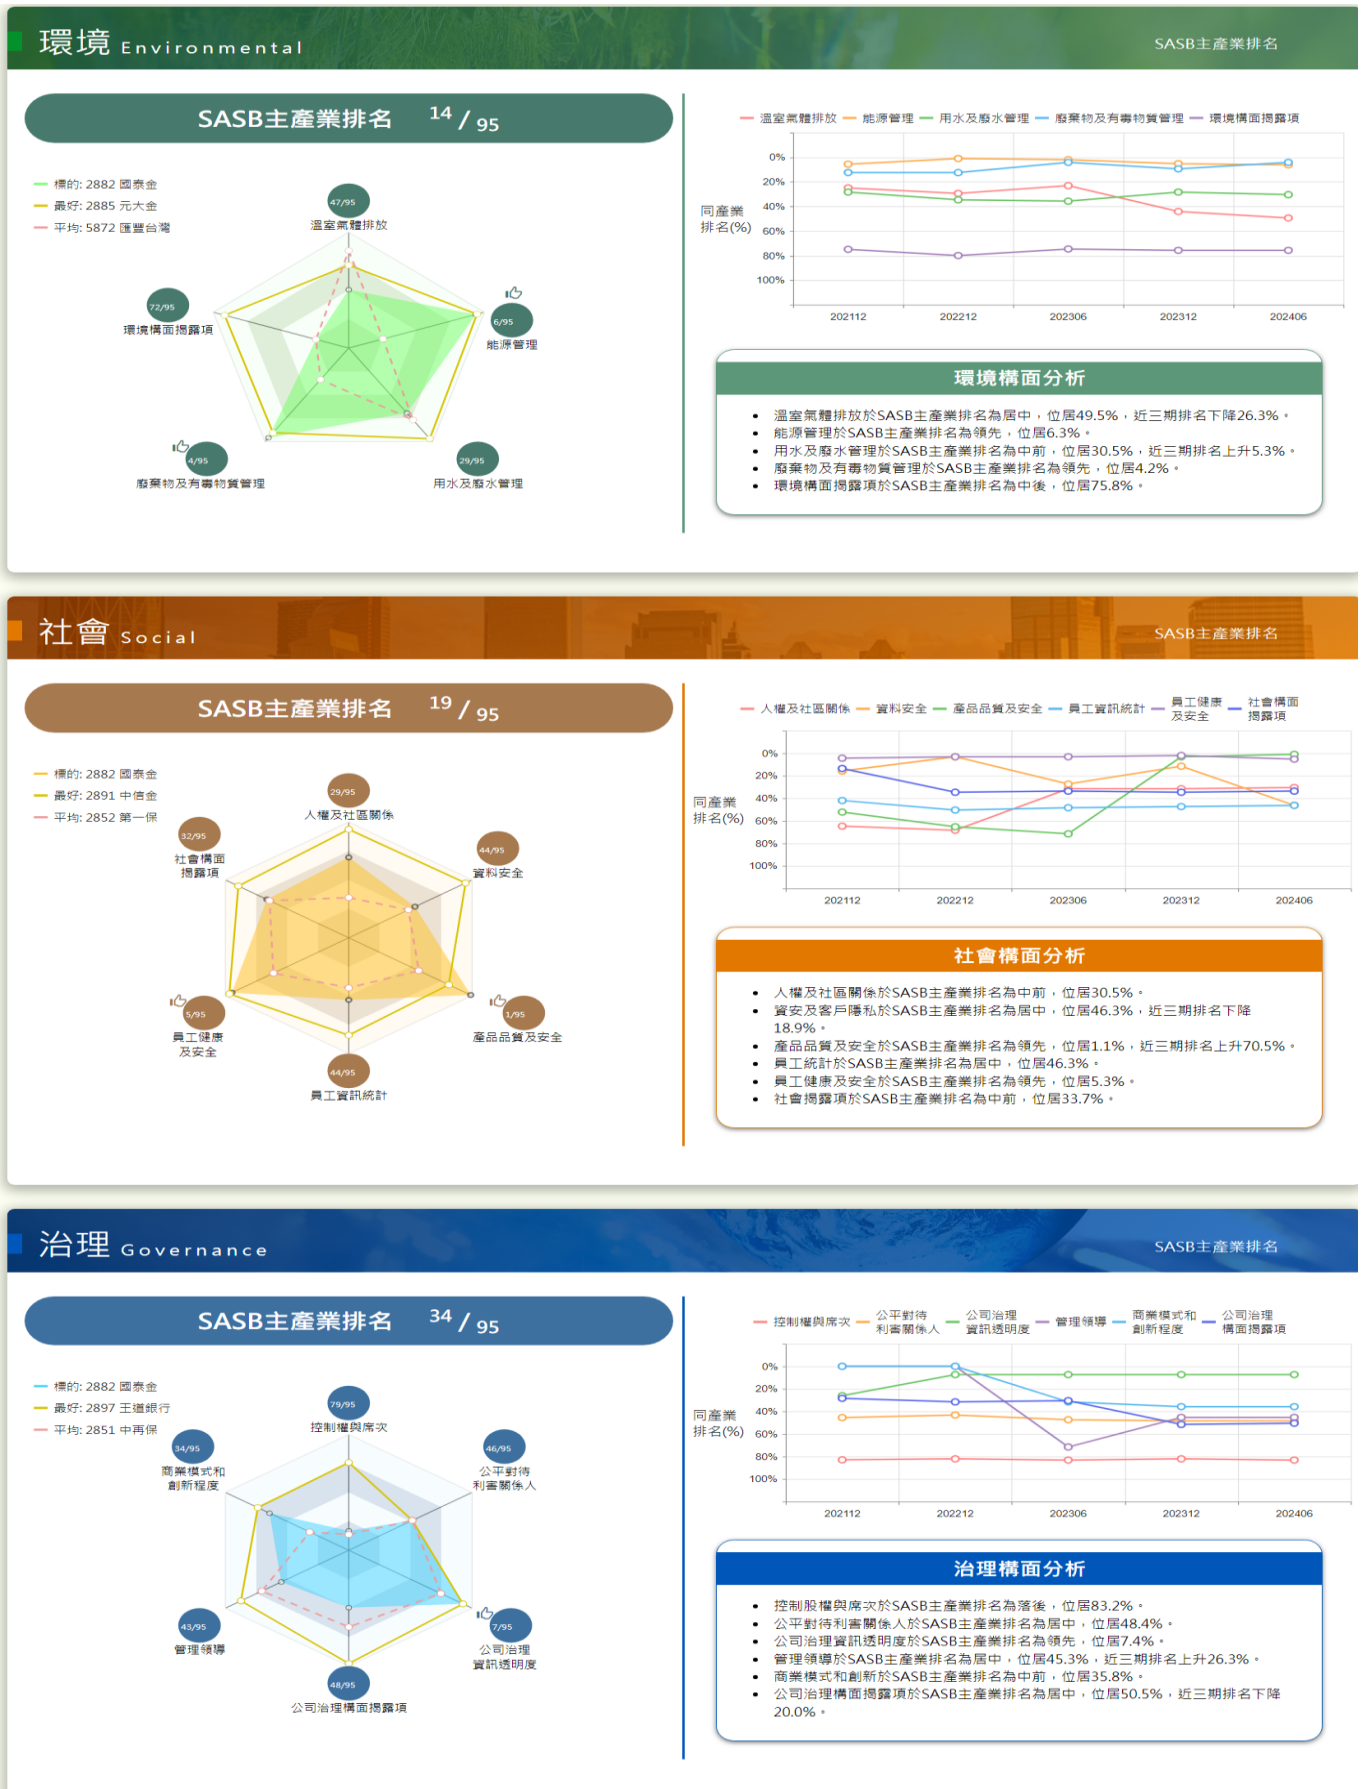 環境 Environmental
SASB主產業排名
SASB主產業排名 14 / 95
標的: 2882 國泰金
最好: 2885 元大金
平均: 5872 匯豐台灣
47/95
溫室氣體排放
6/95
能源管理
29/95
用水及廢水管理
4/95
廢棄物及有毒物質管理
72/95
環境構面揭露項
溫室氣體排放 能源管理 用水及廢水管理 廢棄物及有毒物質管理 環境構面揭露項
同產業
排名(%)
0%
20%
40%
60%
80%
100%
202112 202212 202306 202312 202406
環境構面分析
• 溫室氣體排放於SASB主產業排名為居中，位居49.5%，近三期排名下降26.3%。
• 能源管理於SASB主產業排名為領先，位居6.3%。
• 用水及廢水管理於SASB主產業排名為中前，位居30.5%，近三期排名上升5.3%。
• 廢棄物及有毒物質管理於SASB主產業排名為領先，位居4.2%。
• 環境構面揭露項於SASB主產業排名為中後，位居75.8%。
社會 Social
SASB主產業排名
SASB主產業排名 19 / 95
標的: 2882 國泰金
最好: 2891 中信金
平均: 2852 第一保
29/95
人權及社區關係
44/95
資料安全
1/95
產品品質及安全
44/95
員工資訊統計
5/95
員工健康
及安全
32/95
社會構面
揭露項
人權及社區關係 資料安全 產品品質及安全 員工資訊統計 員工健康
及安全 社會構面
揭露項
同產業
排名(%)
0%
20%
40%
60%
80%
100%
202112 202212 202306 202312 202406
社會構面分析
• 人權及社區關係於SASB主產業排名為中前，位居30.5%。
• 資安及客戶隱私於SASB主產業排名為居中，位居46.3%，近三期排名下降
18.9%。
• 產品品質及安全於SASB主產業排名為領先，位居1.1%，近三期排名上升70.5%。
• 員工統計於SASB主產業排名為居中，位居46.3%。
• 員工健康及安全於SASB主產業排名為領先，位居5.3%。
• 社會揭露項於SASB主產業排名為中前，位居33.7%。
治理 Governance
SASB主產業排名
SASB主產業排名 34 / 95
標的: 2882 國泰金
最好: 2897 王道銀行
平均: 2851 中再保
79/95
控制權與席次
46/95
公平對待
利害關係人
7/95
公司治理
資訊透明度
48/95
公司治理構面揭露項
43/95
管理領導
34/95
商業模式和
創新程度
控制權與席次 公平對待
利害關係人 公司治理
資訊透明度 管理領導 商業模式和
創新程度 公司治理
構面揭露項
同產業
排名(%)
0%
20%
40%
60%
80%
100%
202112 202212 202306 202312 202406
治理構面分析
• 控制股權與席次於SASB主產業排名為落後，位居83.2%。
• 公平對待利害關係人於SASB主產業排名為居中，位居48.4%。
• 公司治理資訊透明度於SASB主產業排名為領先，位居7.4%。
• 管理領導於SASB主產業排名為居中，位居45.3%，近三期排名上升26.3%。
• 商業模式和創新於SASB主產業排名為中前，位居35.8%。
• 公司治理構面揭露項於SASB主產業排名為居中，位居50.5%，近三期排名下降
20.0%。